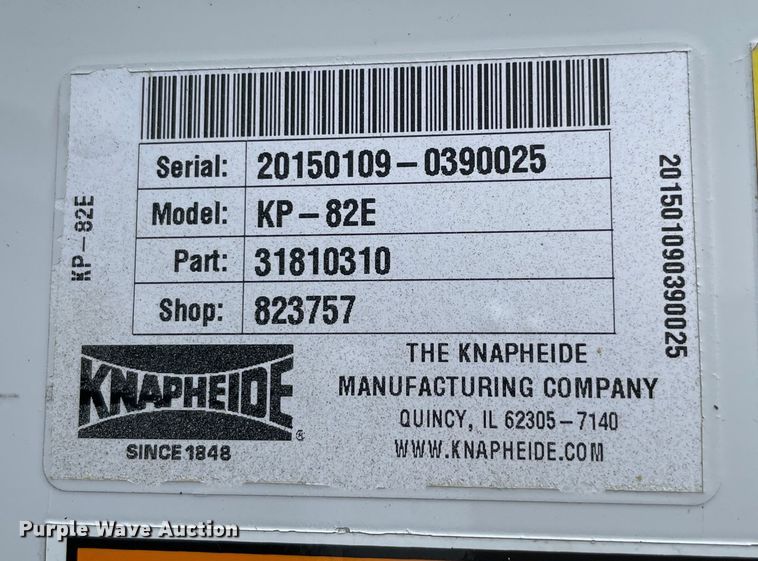 Serial: 20150109-0390025
Model: KP-82E
Part: 31810310
Shop: 823757
KP-82E
201501090390025
KNAPHEIDE®
SINCE 1848
THE KNAPHEIDE
MANUFACTURING COMPANY
QUINCY, IL 62305-7140
WWW.KNAPHEIDE.COM
Purple Wave Auction